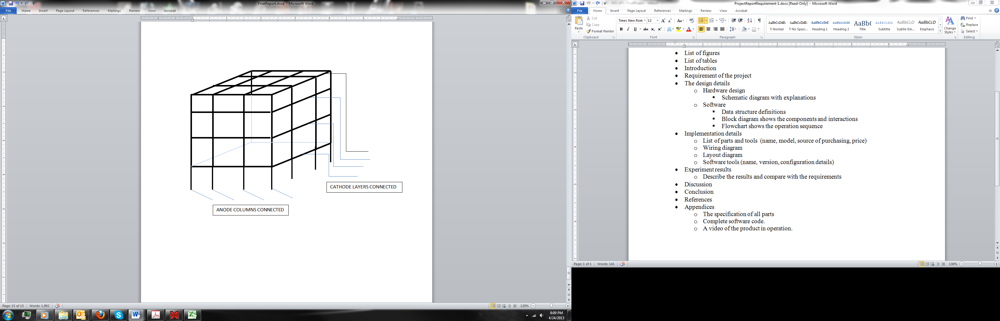 FinalReport.docx - Microsoft Word
File Home Insert Page Layout References Mailings Review View Acrobat
CATHODE LAYERS CONNECTED
ANODE COLUMNS CONNECTED
Page: 15 of 15 Words: 1,992 120%
8:09 PM
4/24/2013
ProjectReportRequirement-1.docx [Read-Only] - Microsoft Word
File Home Insert Page Layout References Mailings Review View Acrobat
Paste
Cut
Copy
Format Painter
Clipboard
Times New Rom 12
Font
Paragraph
AaBbCcDdE AaBbCcDdE AaBbCcDd AaBbCcDdE AaBbC AaBbCcDd AaBbCcD AaBbCcD
¶ Normal ¶ No Spaci... Heading 1 Heading 2 Title Subtitle Subtle Em... Emphasis
Change Styles
Styles
Find
Replace
Select
Editing
• List of figures
• List of tables
• Introduction
• Requirement of the project
• The design details
o Hardware design
▪ Schematic diagram with explanations
o Software
▪ Data structure definitions
▪ Block diagram shows the components and interactions
▪ Flowchart shows the operation sequence
• Implementation details
o List of parts and tools (name, model, source of purchasing, price)
o Wiring diagram
o Layout diagram
o Software tools (name, version, configuration details)
• Experiment results
o Describe the results and compare with the requirements
• Discussion
• Conclusion
• References
• Appendices
o The specification of all parts
o Complete software code.
o A video of the product in operation.
Page: 1 of 1 Words: 141 130%